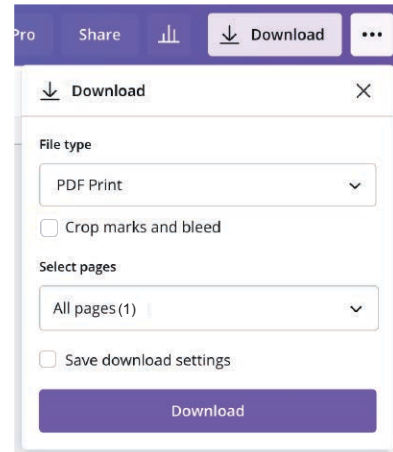 Pro Share Download
Download
File type
PDF Print
Crop marks and bleed
Select pages
All pages (1)
Save download settings
Download